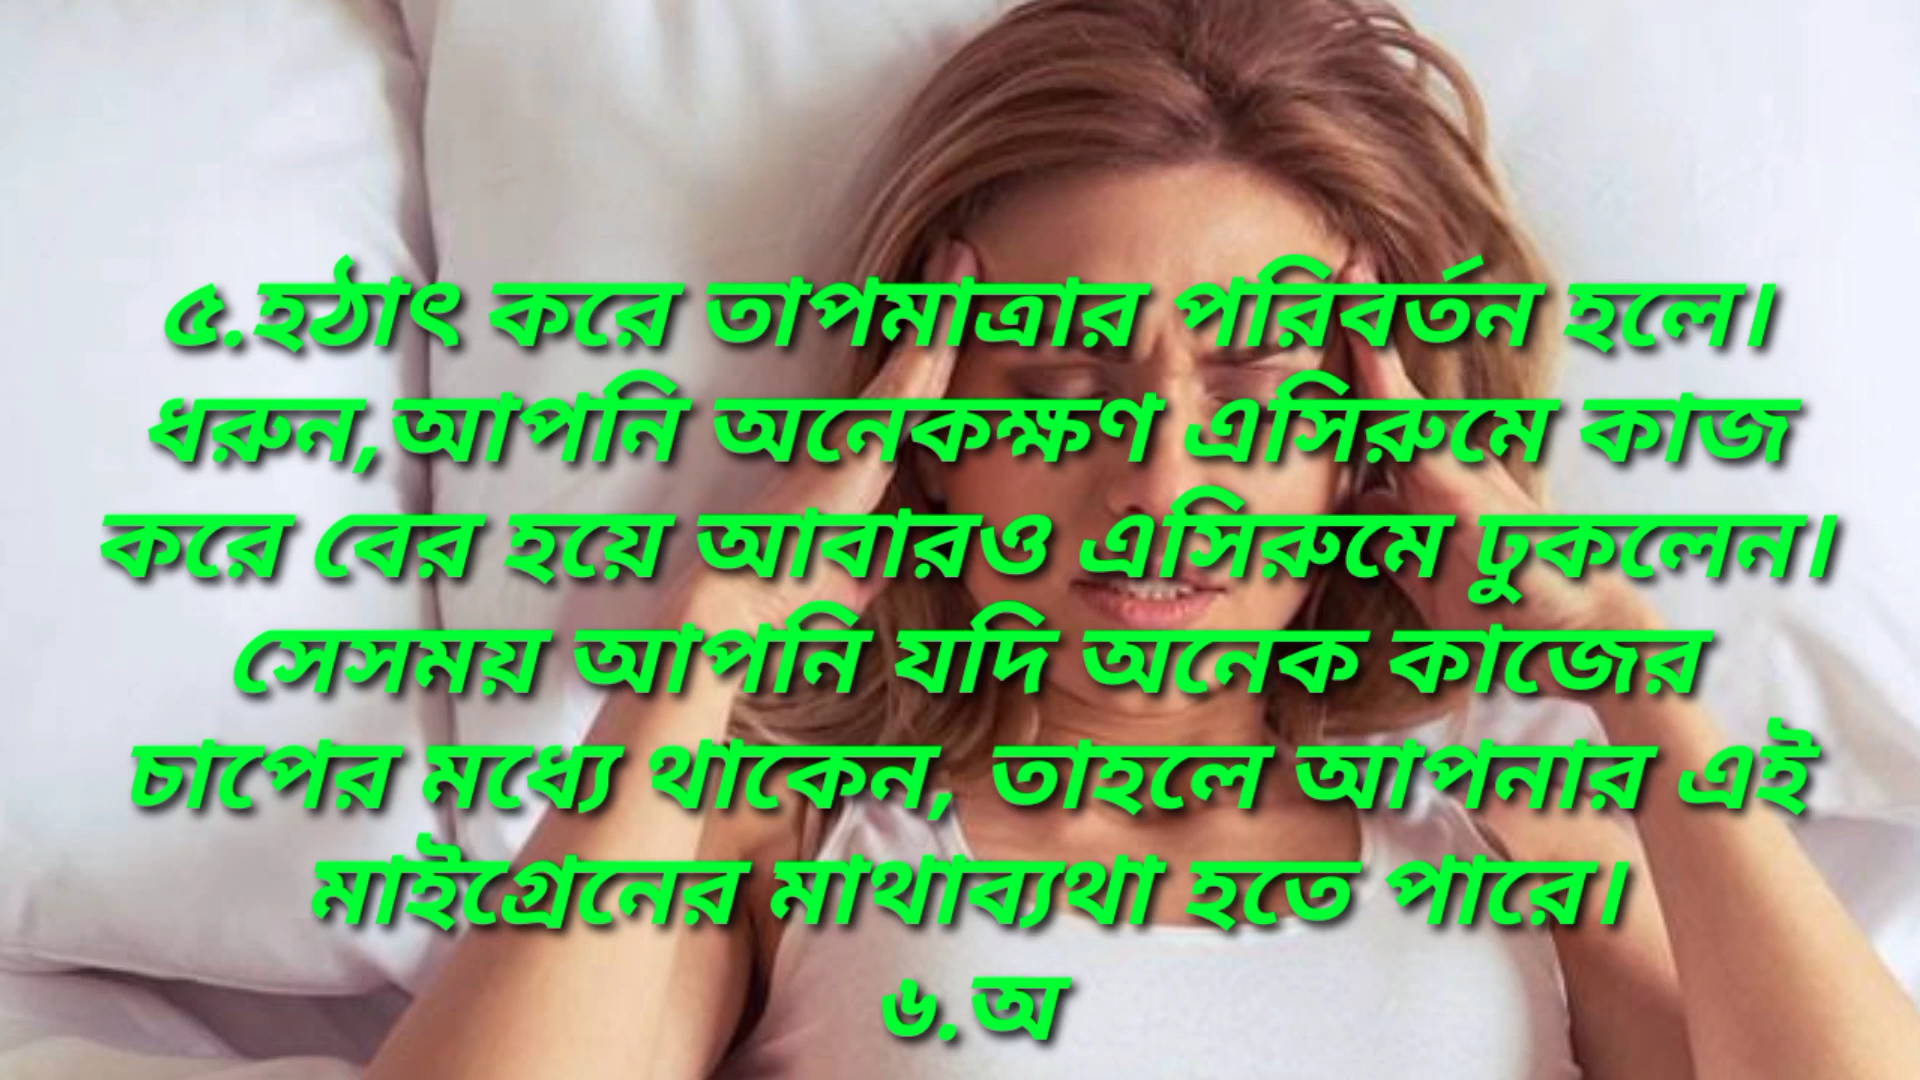 ৫.হঠাৎ করে তাপমাত্রার পরিবর্তন হলে।
ধরুন,আপনি অনেকক্ষণ এসিরুমে কাজ
করে বের হয়ে আবারও এসিরুমে ঢুকলেন।
সেসময় আপনি যদি অনেক কাজের
চাপের মধ্যে থাকেন, তাহলে আপনার এই
মাইগ্রেনের মাথাব্যথা হতে পারে।
৬.অ